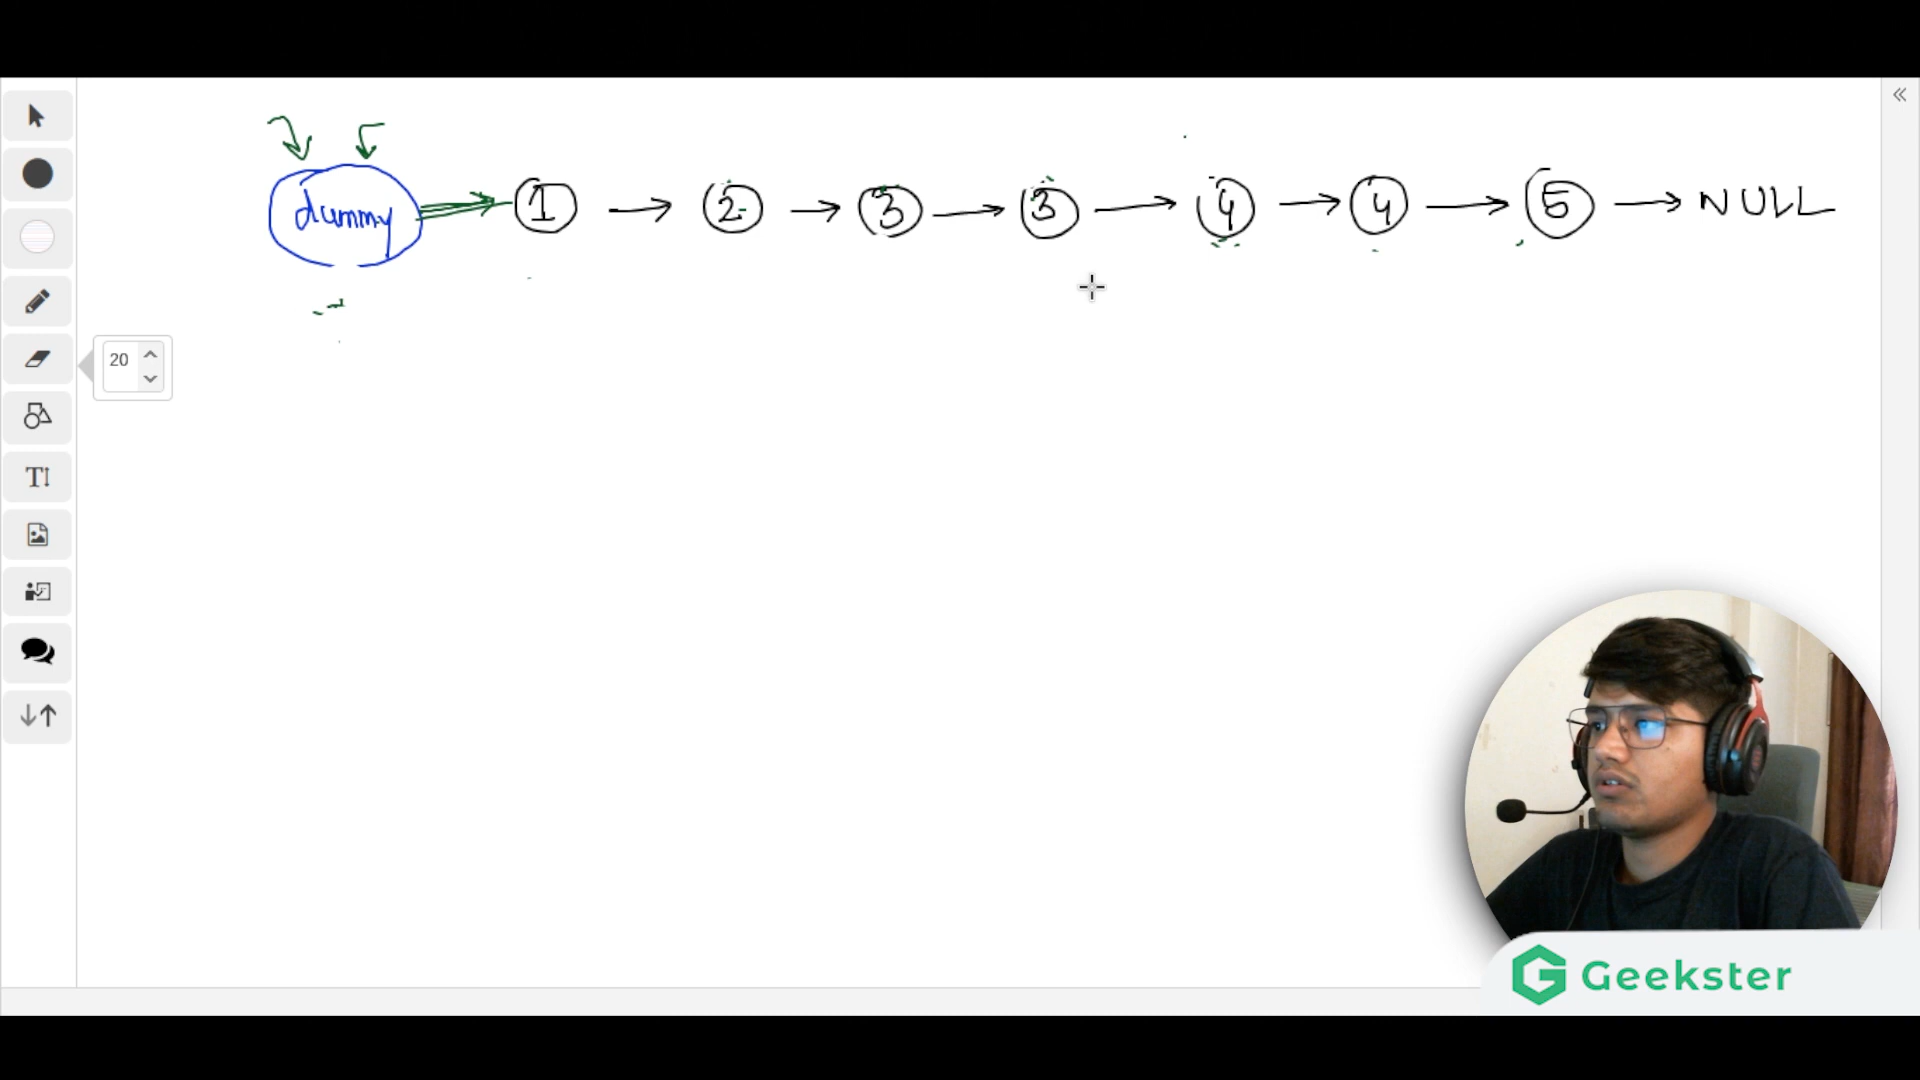 dummy → 1 → 2 → 3 → 3 → 4 → 4 → 5 → NULL
20
T
Geekster